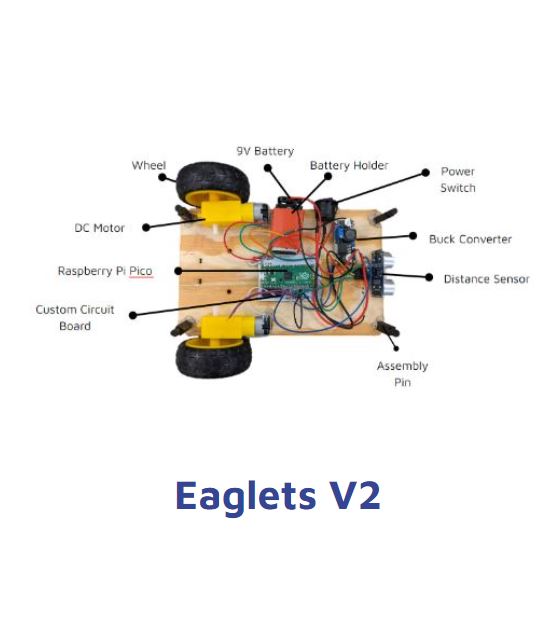 9V Battery
Wheel
Battery Holder
Power
Switch
DC Motor
Buck Converter
Raspberry Pi Pico
Distance Sensor
Custom Circuit
Board
Assembly
Pin
Eaglets V2